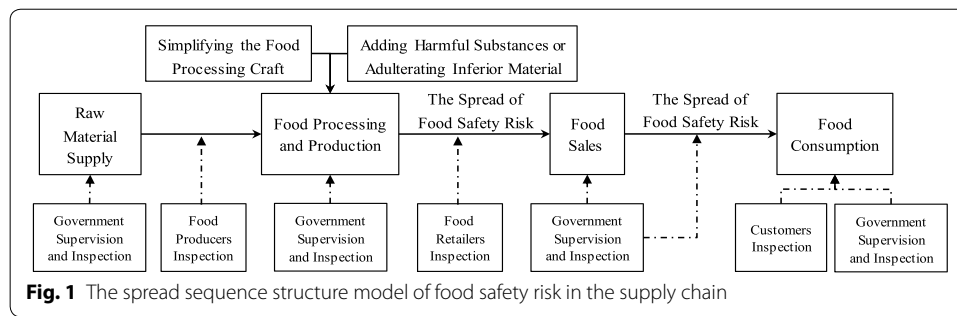 Simplifying the Food
Processing Craft
Adding Harmful Substances or
Adulterating Inferior Material
Raw
Material
Supply
Food Processing
and Production
The Spread of
Food Safety Risk
Food
Sales
The Spread of
Food Safety Risk
Food
Consumption
Government
Supervision
and Inspection
Food
Producers
Inspection
Government
Supervision
and Inspection
Food
Retailers
Inspection
Government
Supervision
and Inspection
Customers
Inspection
Government
Supervision
and Inspection
Fig. 1 The spread sequence structure model of food safety risk in the supply chain